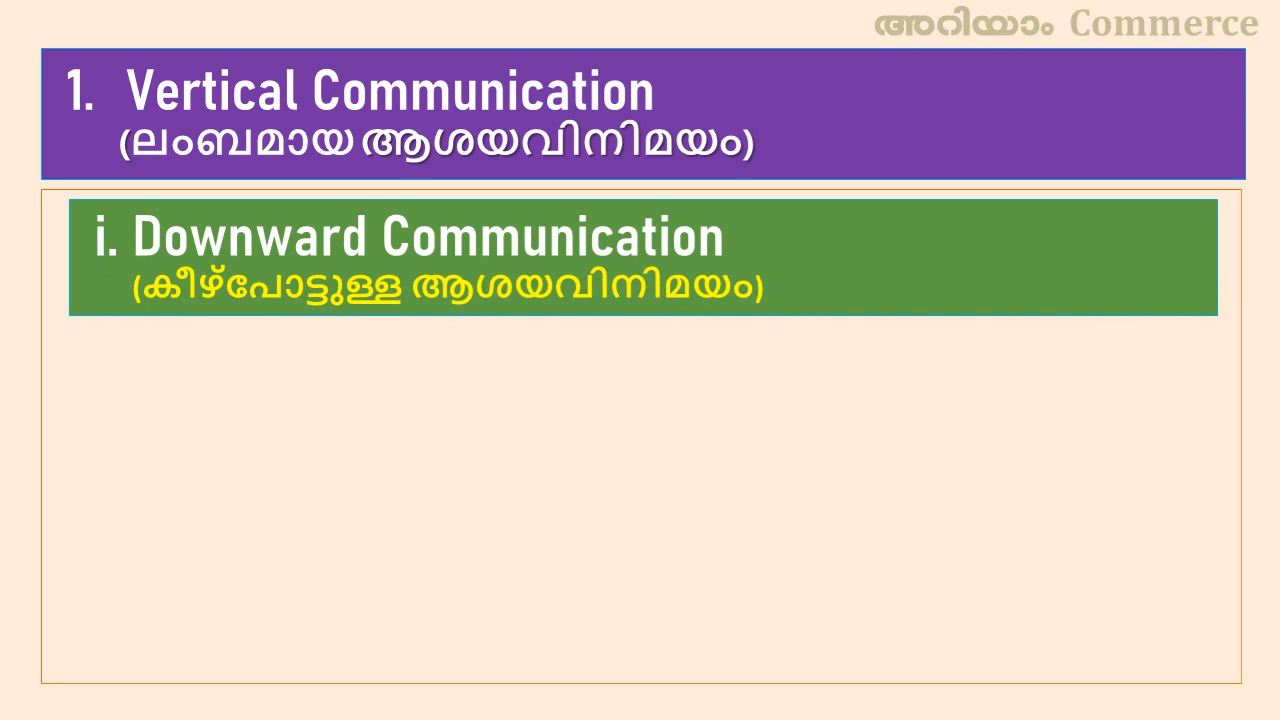 അറിയാം Commerce
1. Vertical Communication
(ലംബമായ ആശയവിനിമയം)
i. Downward Communication
(കീഴ്പോട്ടുള്ള ആശയവിനിമയം)